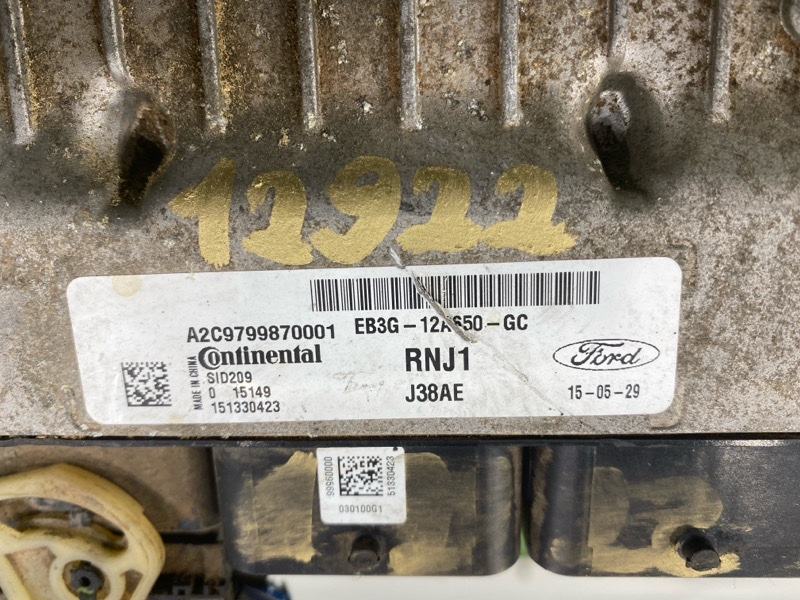 12922
A2C9799870001 EB3G-12A650-GC
Continental
RNJ1
Ford
MADE IN CHINA
SID209
0 15149
151330423
J38AE
15-05-29
99960000
51330423
030100G1